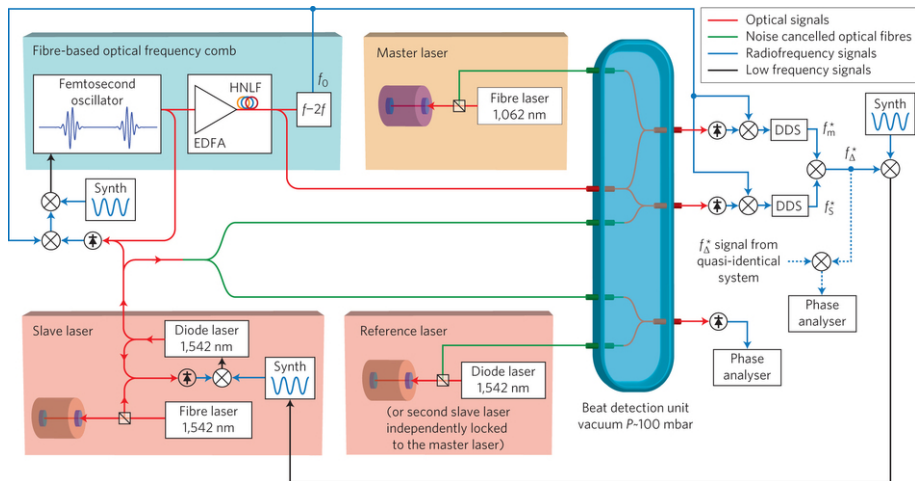 Fibre-based optical frequency comb
Femtosecond
oscillator
HNLF
EDFA
f0
f–2f
Synth
Master laser
Fibre laser
1,062 nm
Optical signals
Noise cancelled optical fibres
Radiofrequency signals
Low frequency signals
DDS
f*m
Synth
f*Δ
DDS
f*S
f*Δ signal from
quasi-identical
system
Phase
analyser
Phase
analyser
Slave laser
Diode laser
1,542 nm
Synth
Fibre laser
1,542 nm
Reference laser
Diode laser
1,542 nm
(or second slave laser
independently locked
to the master laser)
Beat detection unit
vacuum P~100 mbar